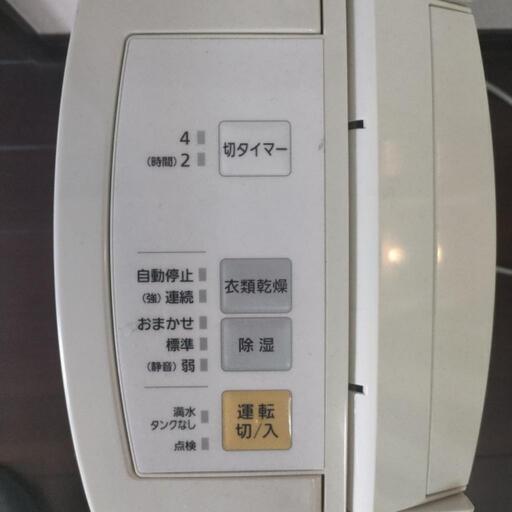 4
(時間) 2
切タイマー
自動停止
(強) 連続
衣類乾燥
おまかせ
標準
(静音) 弱
除湿
満水
タンクなし
点検
運転
切/入